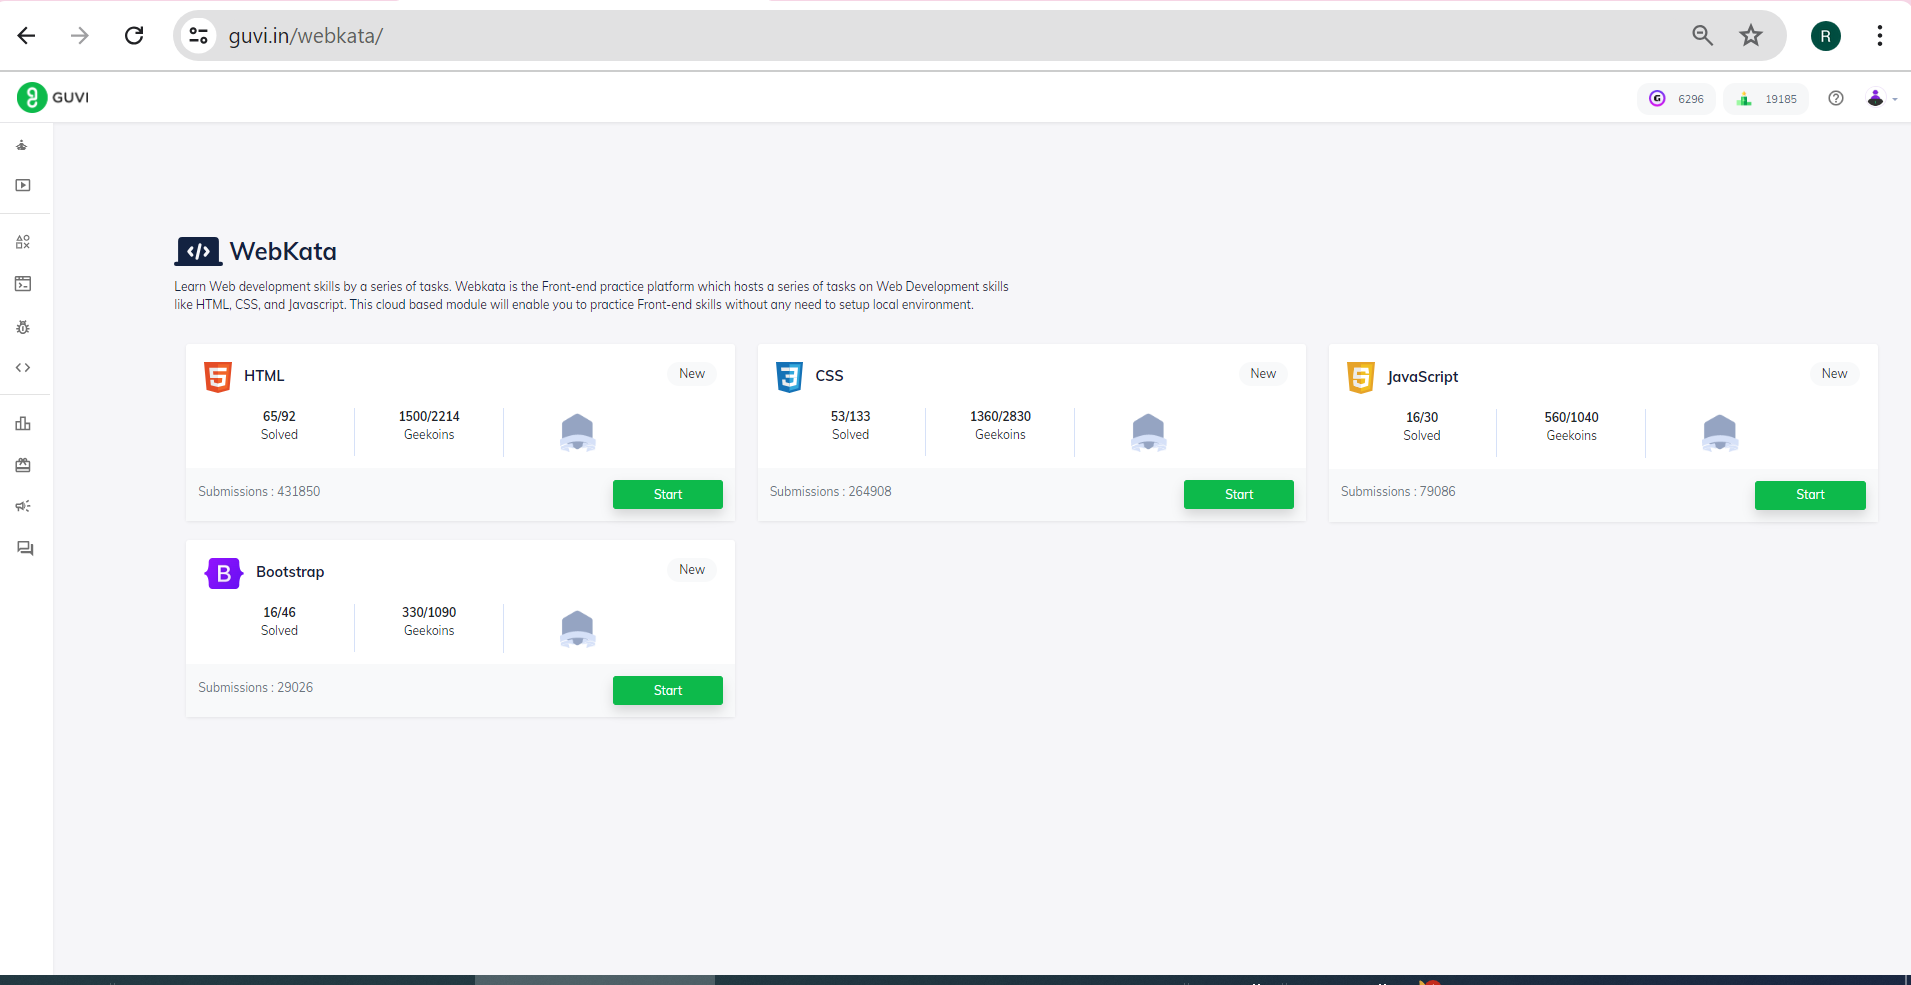 guvi.in/webkata/
R
GUVI
G 6296
19185
</> WebKata
Learn Web development skills by a series of tasks. Webkata is the Front-end practice platform which hosts a series of tasks on Web Development skills
like HTML, CSS, and Javascript. This cloud based module will enable you to practice Front-end skills without any need to setup local environment.
5 HTML
New
65/92
Solved
1500/2214
Geekoins
Submissions : 431850
Start
3 CSS
New
53/133
Solved
1360/2830
Geekoins
Submissions : 264908
Start
5 JavaScript
New
16/30
Solved
560/1040
Geekoins
Submissions : 79086
Start
B Bootstrap
New
16/46
Solved
330/1090
Geekoins
Submissions : 29026
Start